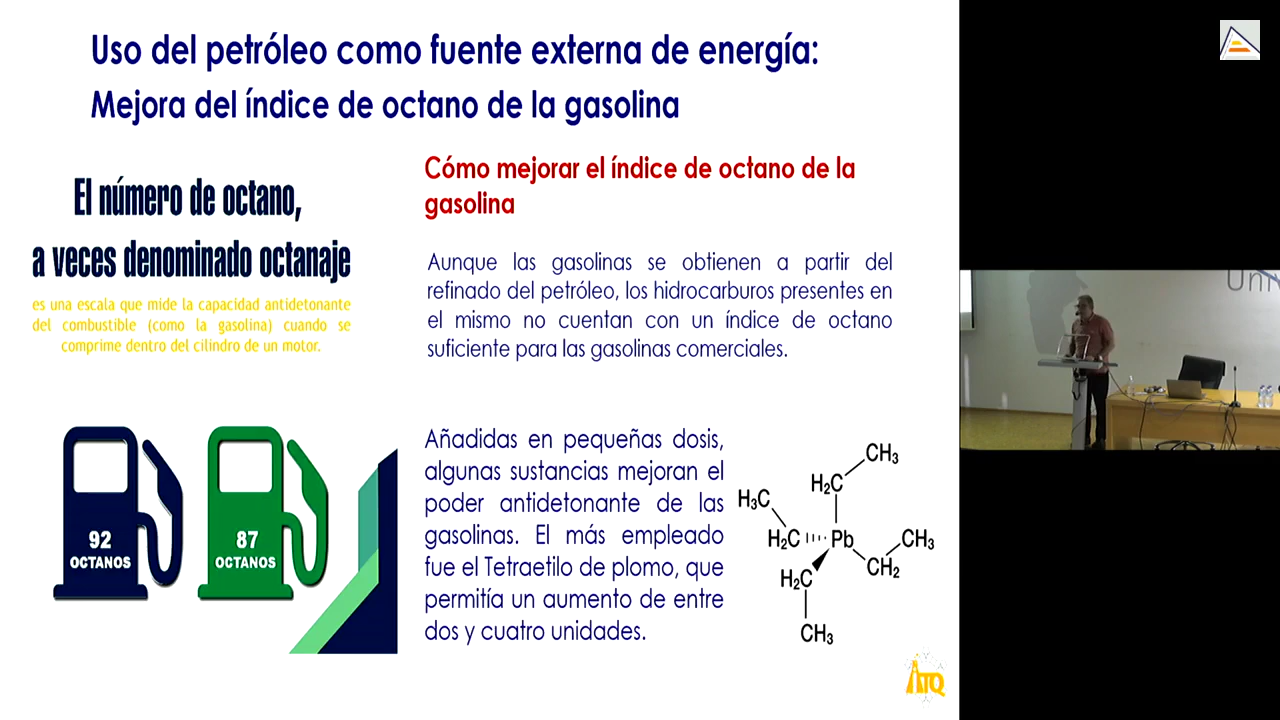 Uso del petróleo como fuente externa de energía:
Mejora del índice de octano de la gasolina
El número de octano,
a veces denominado octanaje
es una escala que mide la capacidad antidetonante
del combustible (como la gasolina) cuando se
comprime dentro del cilindro de un motor.
92
OCTANOS
87
OCTANOS
Cómo mejorar el índice de octano de la
gasolina
Aunque las gasolinas se obtienen a partir del
refinado del petróleo, los hidrocarburos presentes en
el mismo no cuentan con un índice de octano
suficiente para las gasolinas comerciales.
Añadidas en pequeñas dosis,
algunas sustancias mejoran el
poder antidetonante de las
gasolinas. El más empleado
fue el Tetraetilo de plomo, que
permitía un aumento de entre
dos y cuatro unidades.
CH₃
H₂C
H₃C
H₂C Pb CH₃
H₂C CH₂
CH₃
ATQ
Univ